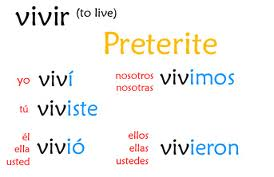 vivir (to live)
Preterite
yo viví
tú viviste
él
ella
usted
vivió
nosotros
nosotras
vivimos
ellos
ellas
ustedes
vivieron